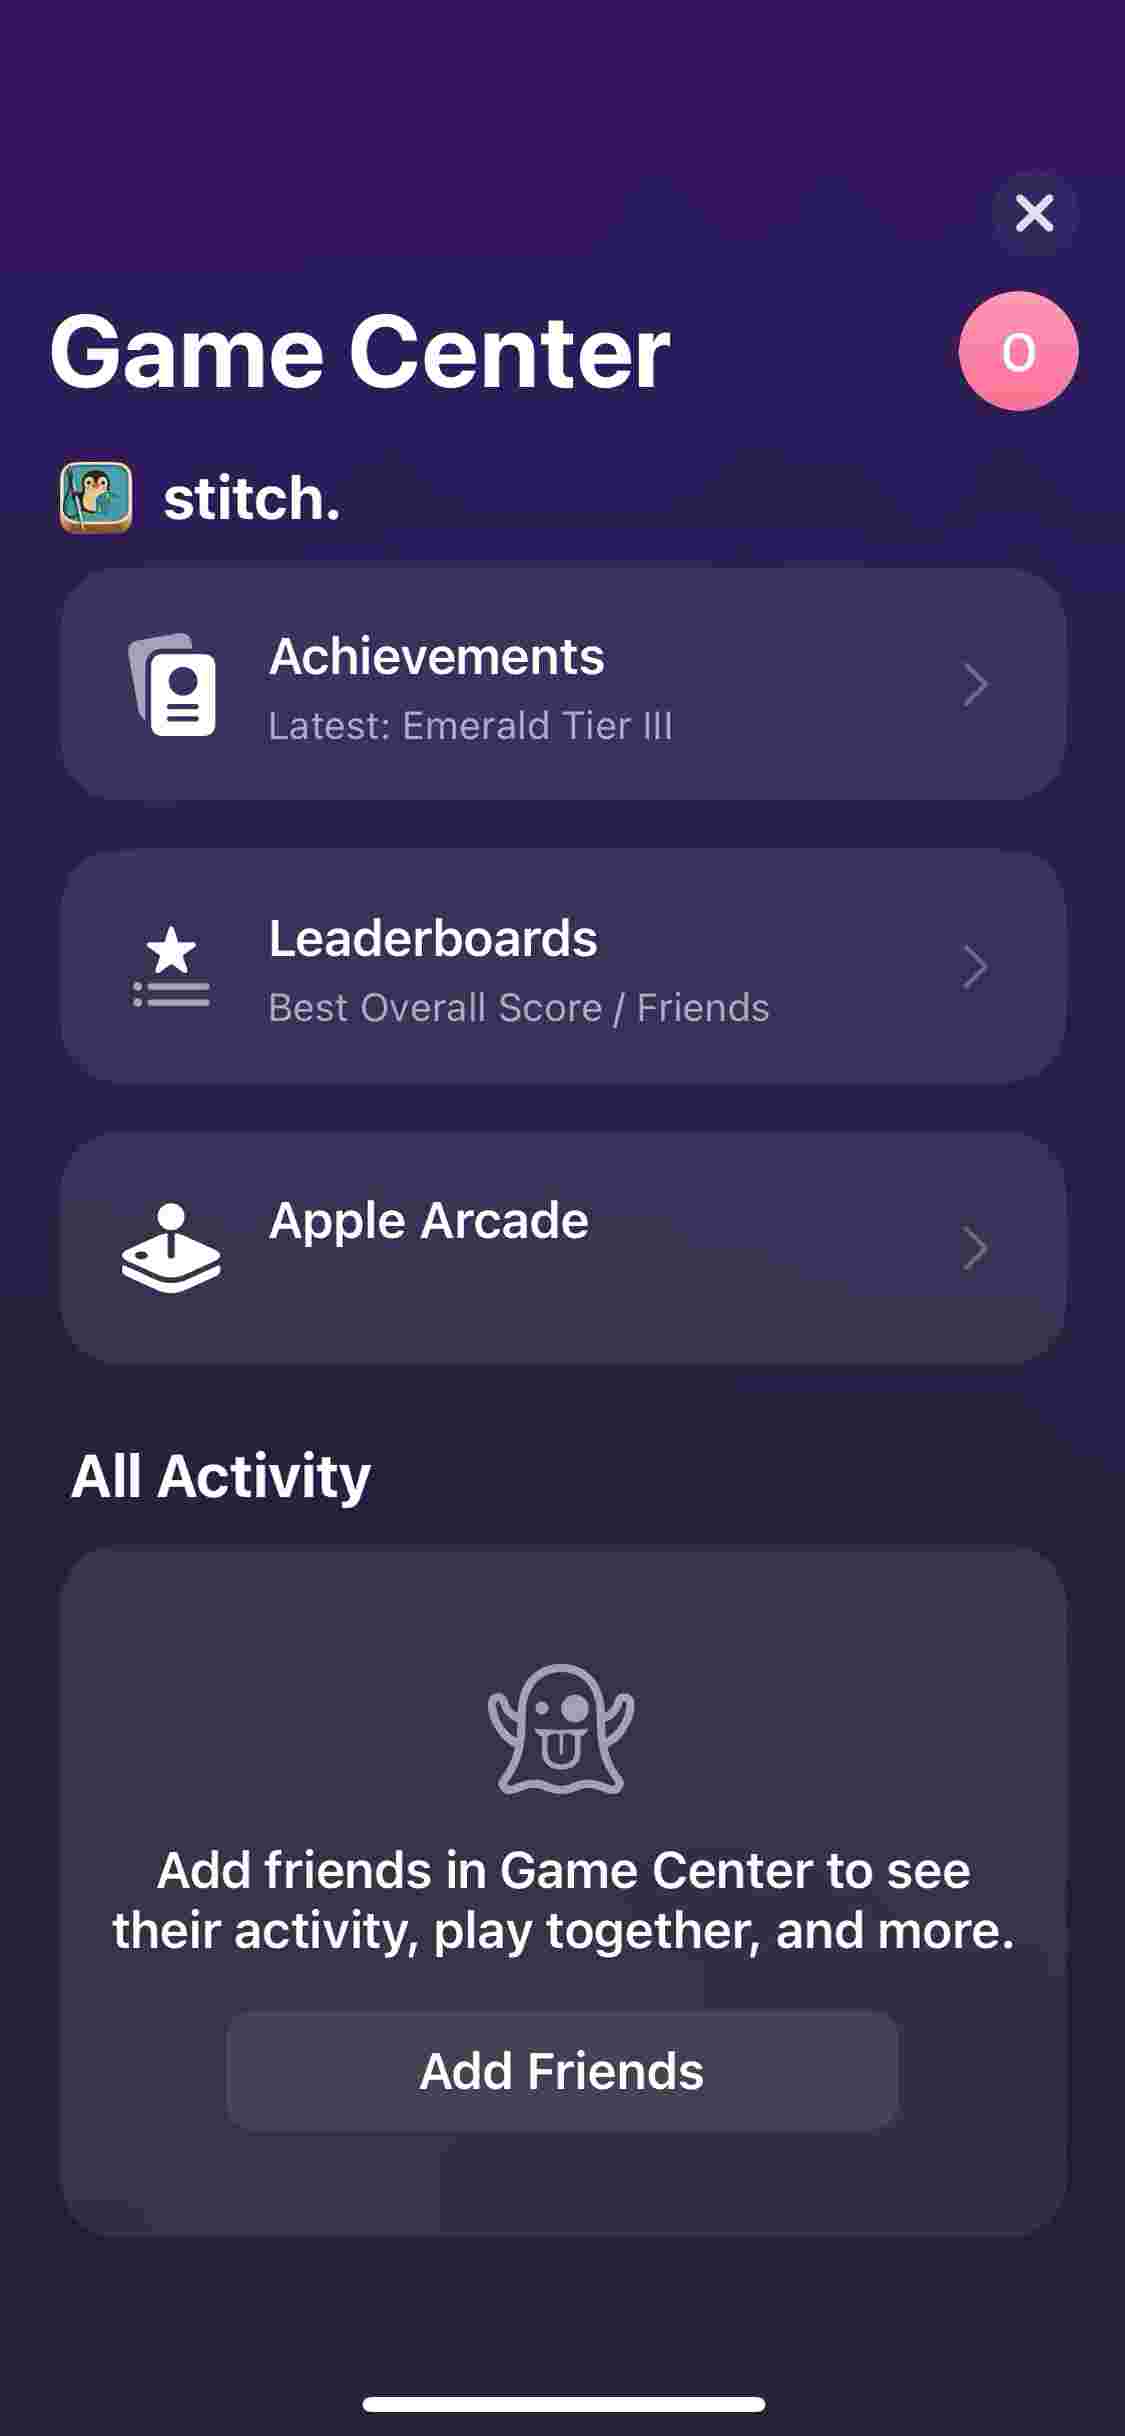 Game Center
O
stitch.
Achievements
Latest: Emerald Tier III
Leaderboards
Best Overall Score / Friends
Apple Arcade
All Activity
Add friends in Game Center to see
their activity, play together, and more.
Add Friends